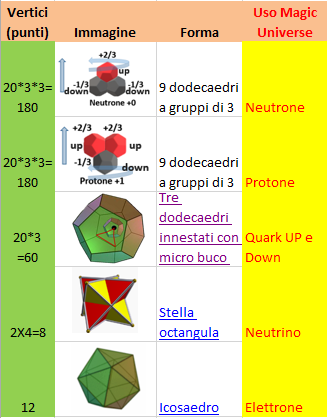 Vertici (punti) Immagine Forma Uso Magic Universe
20*3*3= 180
+2/3
up
-1/3 -1/3
down down
Neutrone +0
9 dodecaedri a gruppi di 3
Neutrone
20*3*3= 180
+2/3 +2/3
up up
-1/3
down
Protone +1
9 dodecaedri a gruppi di 3
Protone
20*3 =60
Tre dodecaedri innestati con micro buco
Quark UP e Down
2X4=8
Stella octangula
Neutrino
12
Icosaedro
Elettrone